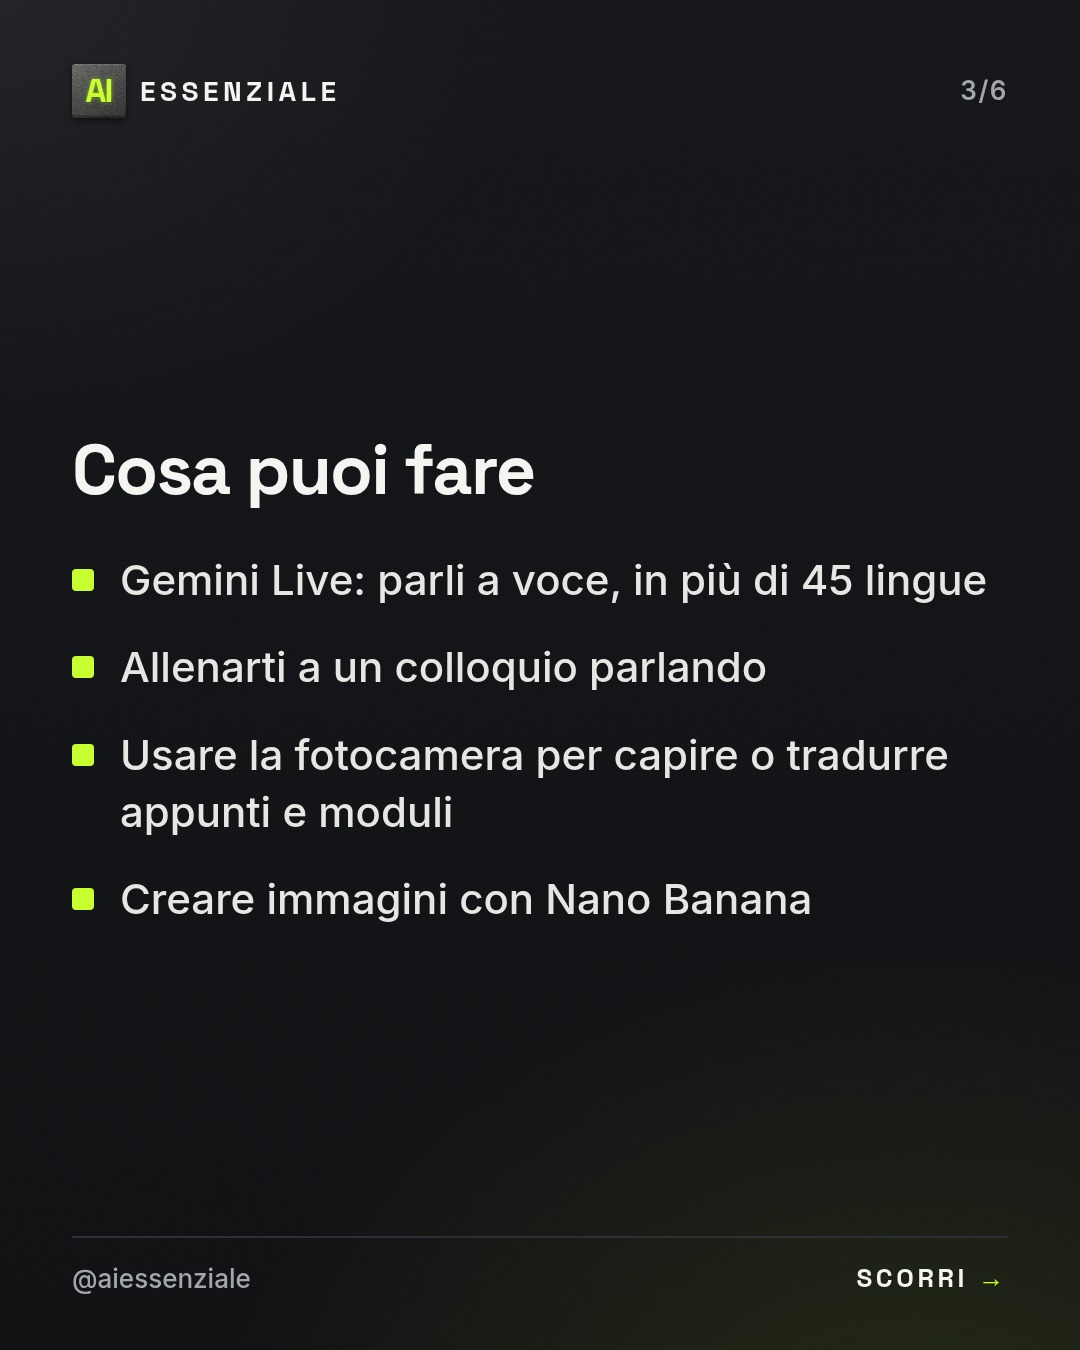 AI ESSENZIALE
3/6
Cosa puoi fare
Gemini Live: parli a voce, in più di 45 lingue
Allenarti a un colloquio parlando
Usare la fotocamera per capire o tradurre
appunti e moduli
Creare immagini con Nano Banana
@aiessenziale
SCORRI →